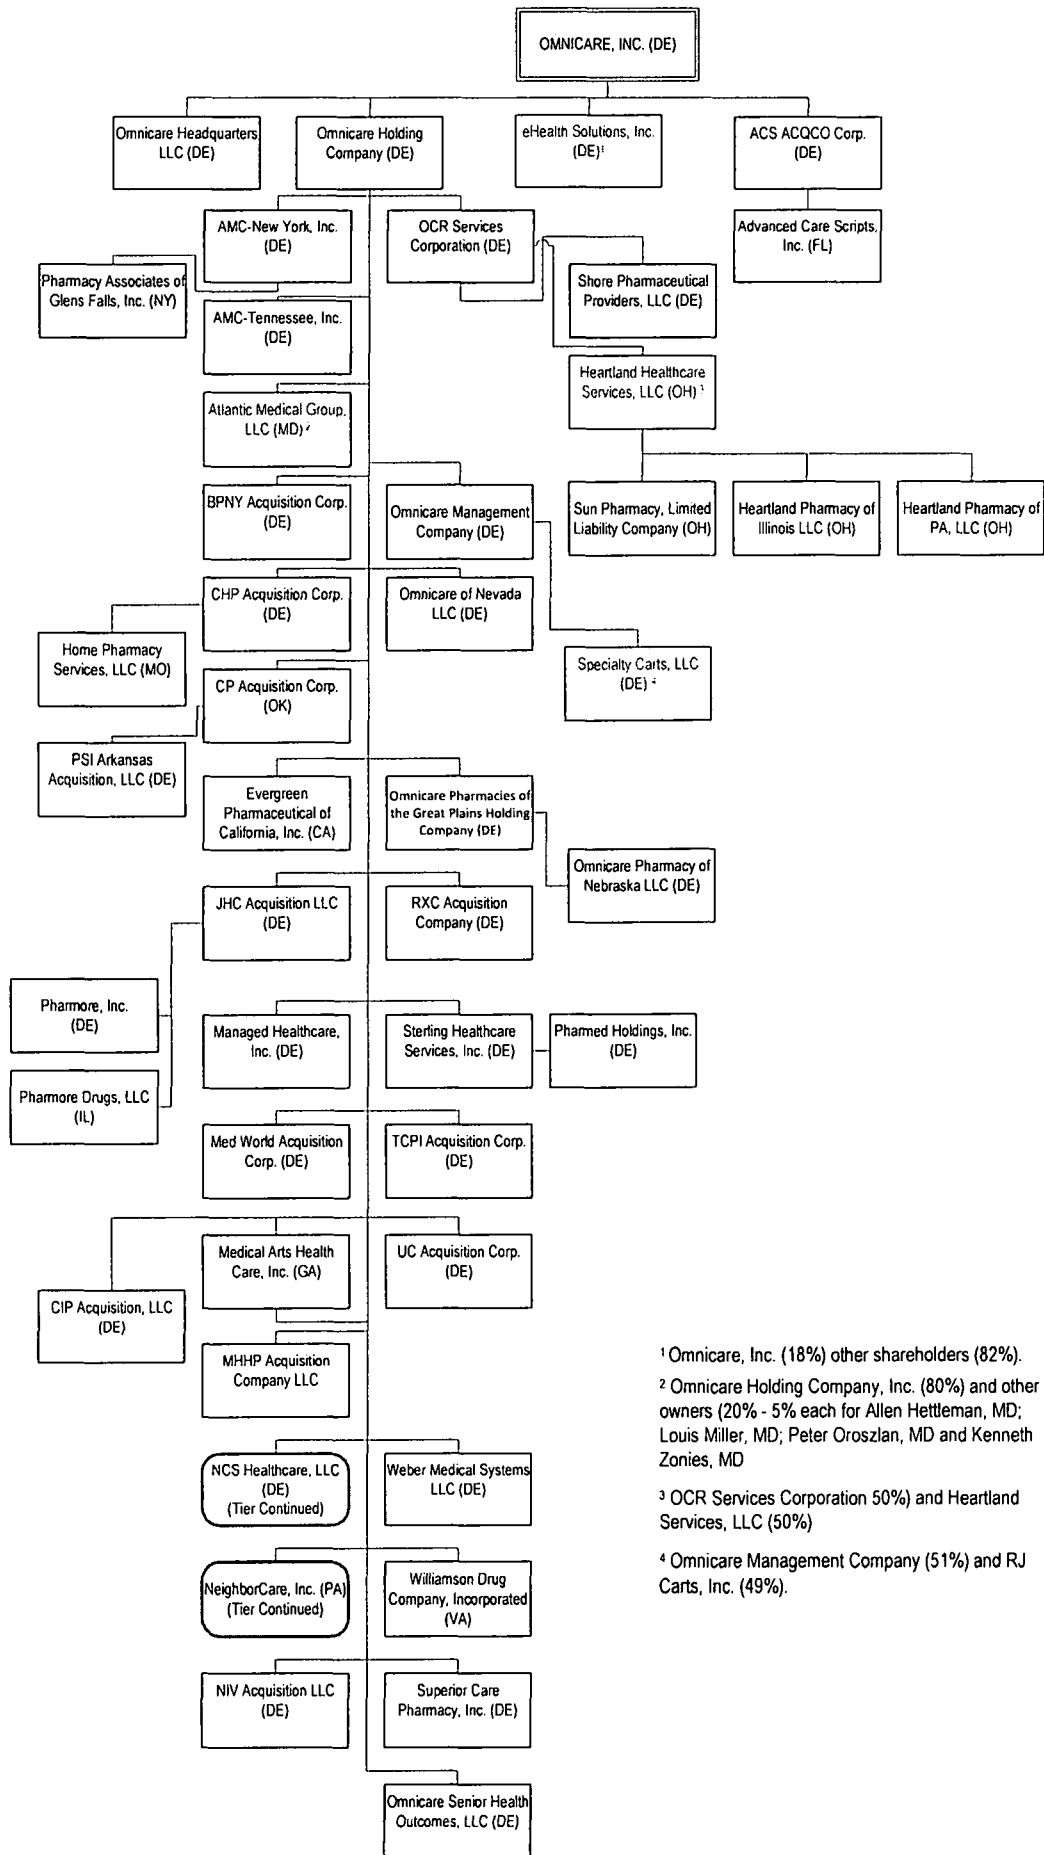 OMNICARE, INC. (DE)
Omnicare Headquarters,
LLC (DE)
Omnicare Holding
Company (DE)
eHealth Solutions, Inc.
(DE)¹
ACS ACQCO Corp.
(DE)
AMC-New York, Inc.
(DE)
OCR Services
Corporation (DE)
Advanced Care Scripts,
Inc. (FL)
Pharmacy Associates of
Glens Falls, Inc. (NY)
Shore Pharmaceutical
Providers, LLC (DE)
AMC-Tennessee, Inc.
(DE)
Heartland Healthcare
Services, LLC (OH) ³
Atlantic Medical Group,
LLC (MD) ²
BPNY Acquisition Corp.
(DE)
Omnicare Management
Company (DE)
Sun Pharmacy, Limited
Liability Company (OH)
Heartland Pharmacy of
Illinois LLC (OH)
Heartland Pharmacy of
PA, LLC (OH)
CHP Acquisition Corp.
(DE)
Omnicare of Nevada
LLC (DE)
Home Pharmacy
Services, LLC (MO)
Specialty Carts, LLC
(DE) ⁴
CP Acquisition Corp.
(OK)
PSI Arkansas
Acquisition, LLC (DE)
Evergreen
Pharmaceutical of
California, Inc. (CA)
Omnicare Pharmacies of
the Great Plains Holding
Company (DE)
Omnicare Pharmacy of
Nebraska LLC (DE)
JHC Acquisition LLC
(DE)
RXC Acquisition
Company (DE)
Pharmore, Inc.
(DE)
Managed Healthcare,
Inc. (DE)
Sterling Healthcare
Services, Inc. (DE)
Pharmed Holdings, Inc.
(DE)
Pharmore Drugs, LLC
(IL)
Med World Acquisition
Corp. (DE)
TCPI Acquisition Corp.
(DE)
Medical Arts Health
Care, Inc. (GA)
UC Acquisition Corp.
(DE)
CIP Acquisition, LLC
(DE)
MHHP Acquisition
Company LLC
¹ Omnicare, Inc. (18%) other shareholders (82%).
² Omnicare Holding Company, Inc. (80%) and other
owners (20% - 5% each for Allen Hettleman, MD;
Louis Miller, MD; Peter Oroszlan, MD and Kenneth
Zonies, MD
³ OCR Services Corporation 50%) and Heartland
Services, LLC (50%)
⁴ Omnicare Management Company (51%) and RJ
Carts, Inc. (49%).
NCS Healthcare, LLC
(DE)
(Tier Continued)
Weber Medical Systems
LLC (DE)
NeighborCare, Inc. (PA)
(Tier Continued)
Williamson Drug
Company, Incorporated
(VA)
NIV Acquisition LLC
(DE)
Superior Care
Pharmacy, Inc. (DE)
Omnicare Senior Health
Outcomes, LLC (DE)